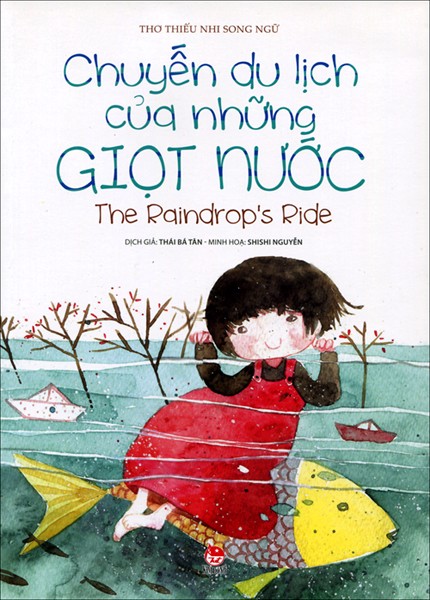 THƠ THIẾU NHI SONG NGỮ
Chuyến du lịch
của những
GIỌT NƯỚC
The Raindrop's Ride
DỊCH GIẢ: THÁI BÁ TÂN - MINH HOẠ: SHISHI NGUYỄN